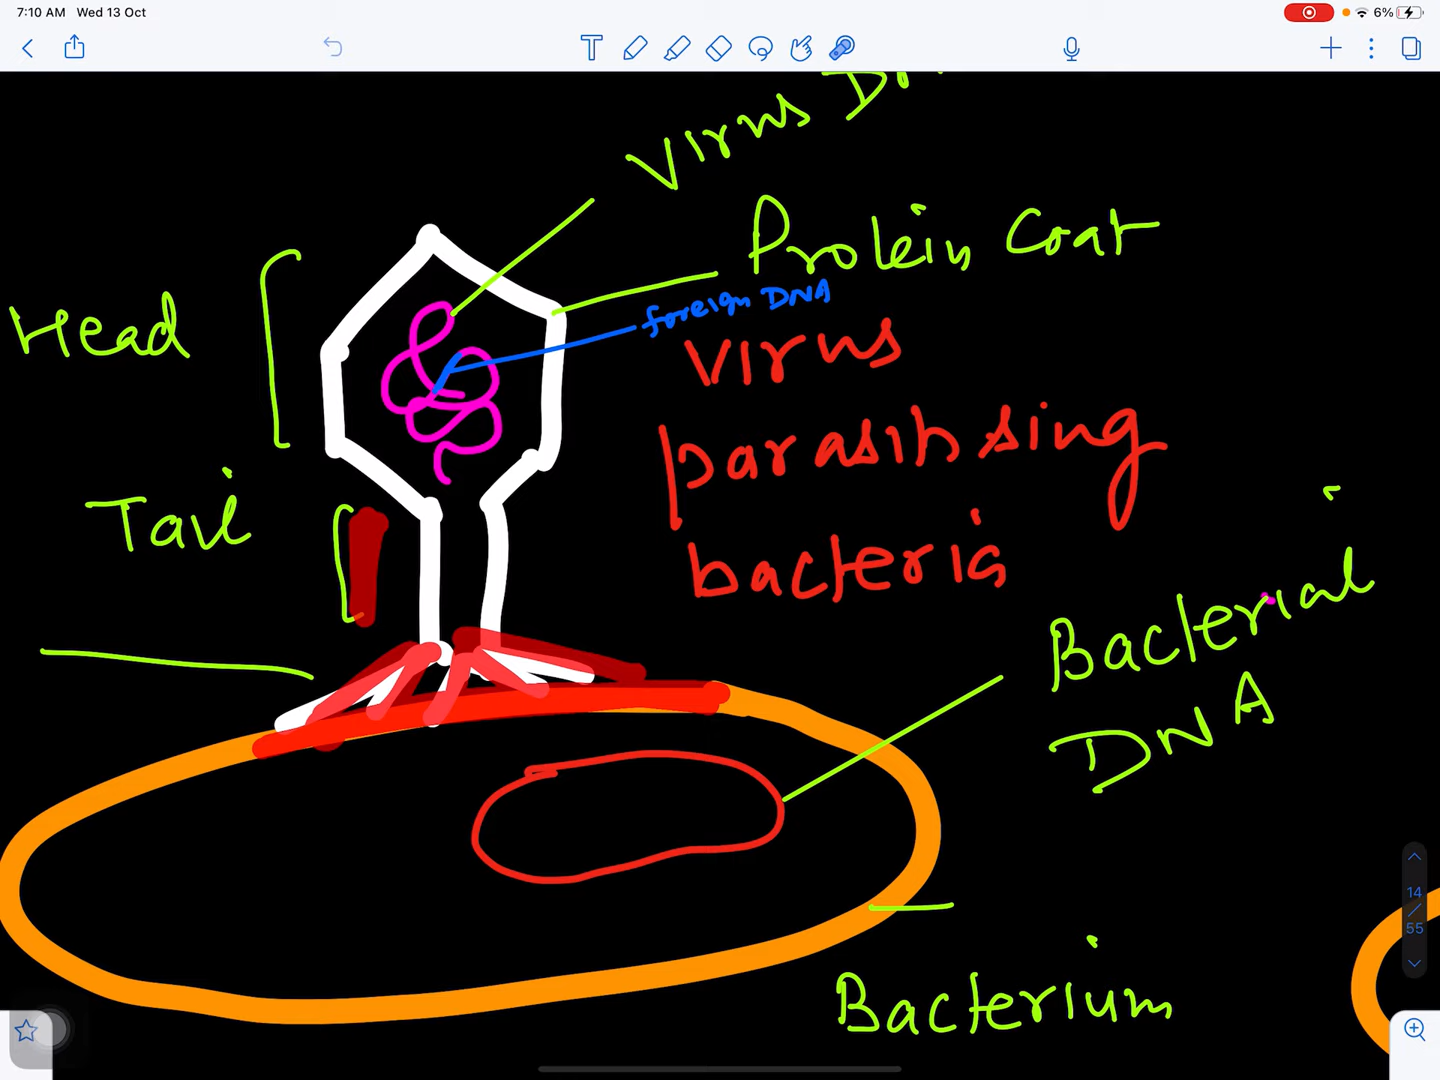 7:10 AM Wed 13 Oct
6%
Virus D
Protein Coat
foreign DNA
Head
virus
parasitising
bacteria
Tail
Bacterial
DNA
14
55
Bacterium